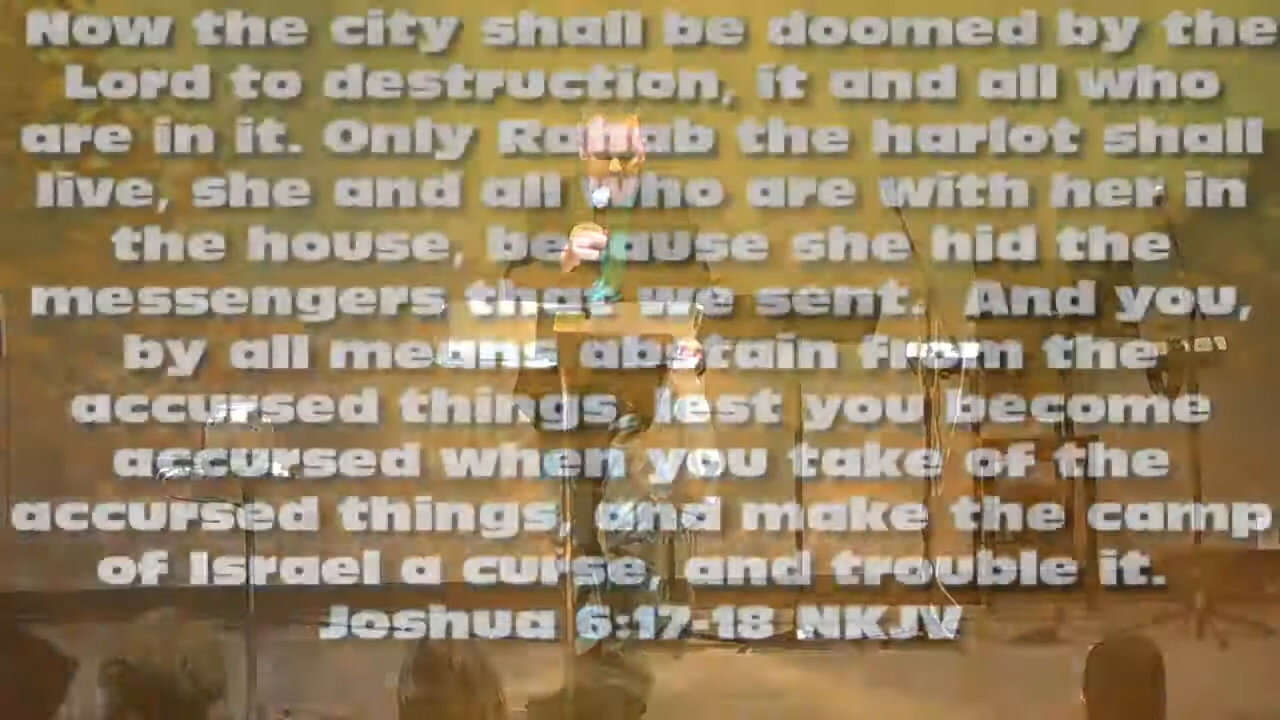 Now the city shall be doomed by the
Lord to destruction, it and all who
are in it. Only Rahab the harlot shall
live, she and all who are with her in
the house, because she hid the
messengers that we sent. And you,
by all means abstain from the
accursed things, lest you become
accursed when you take of the
accursed things, and make the camp
of Israel a curse, and trouble it.
Joshua 6:17-18 NKJV